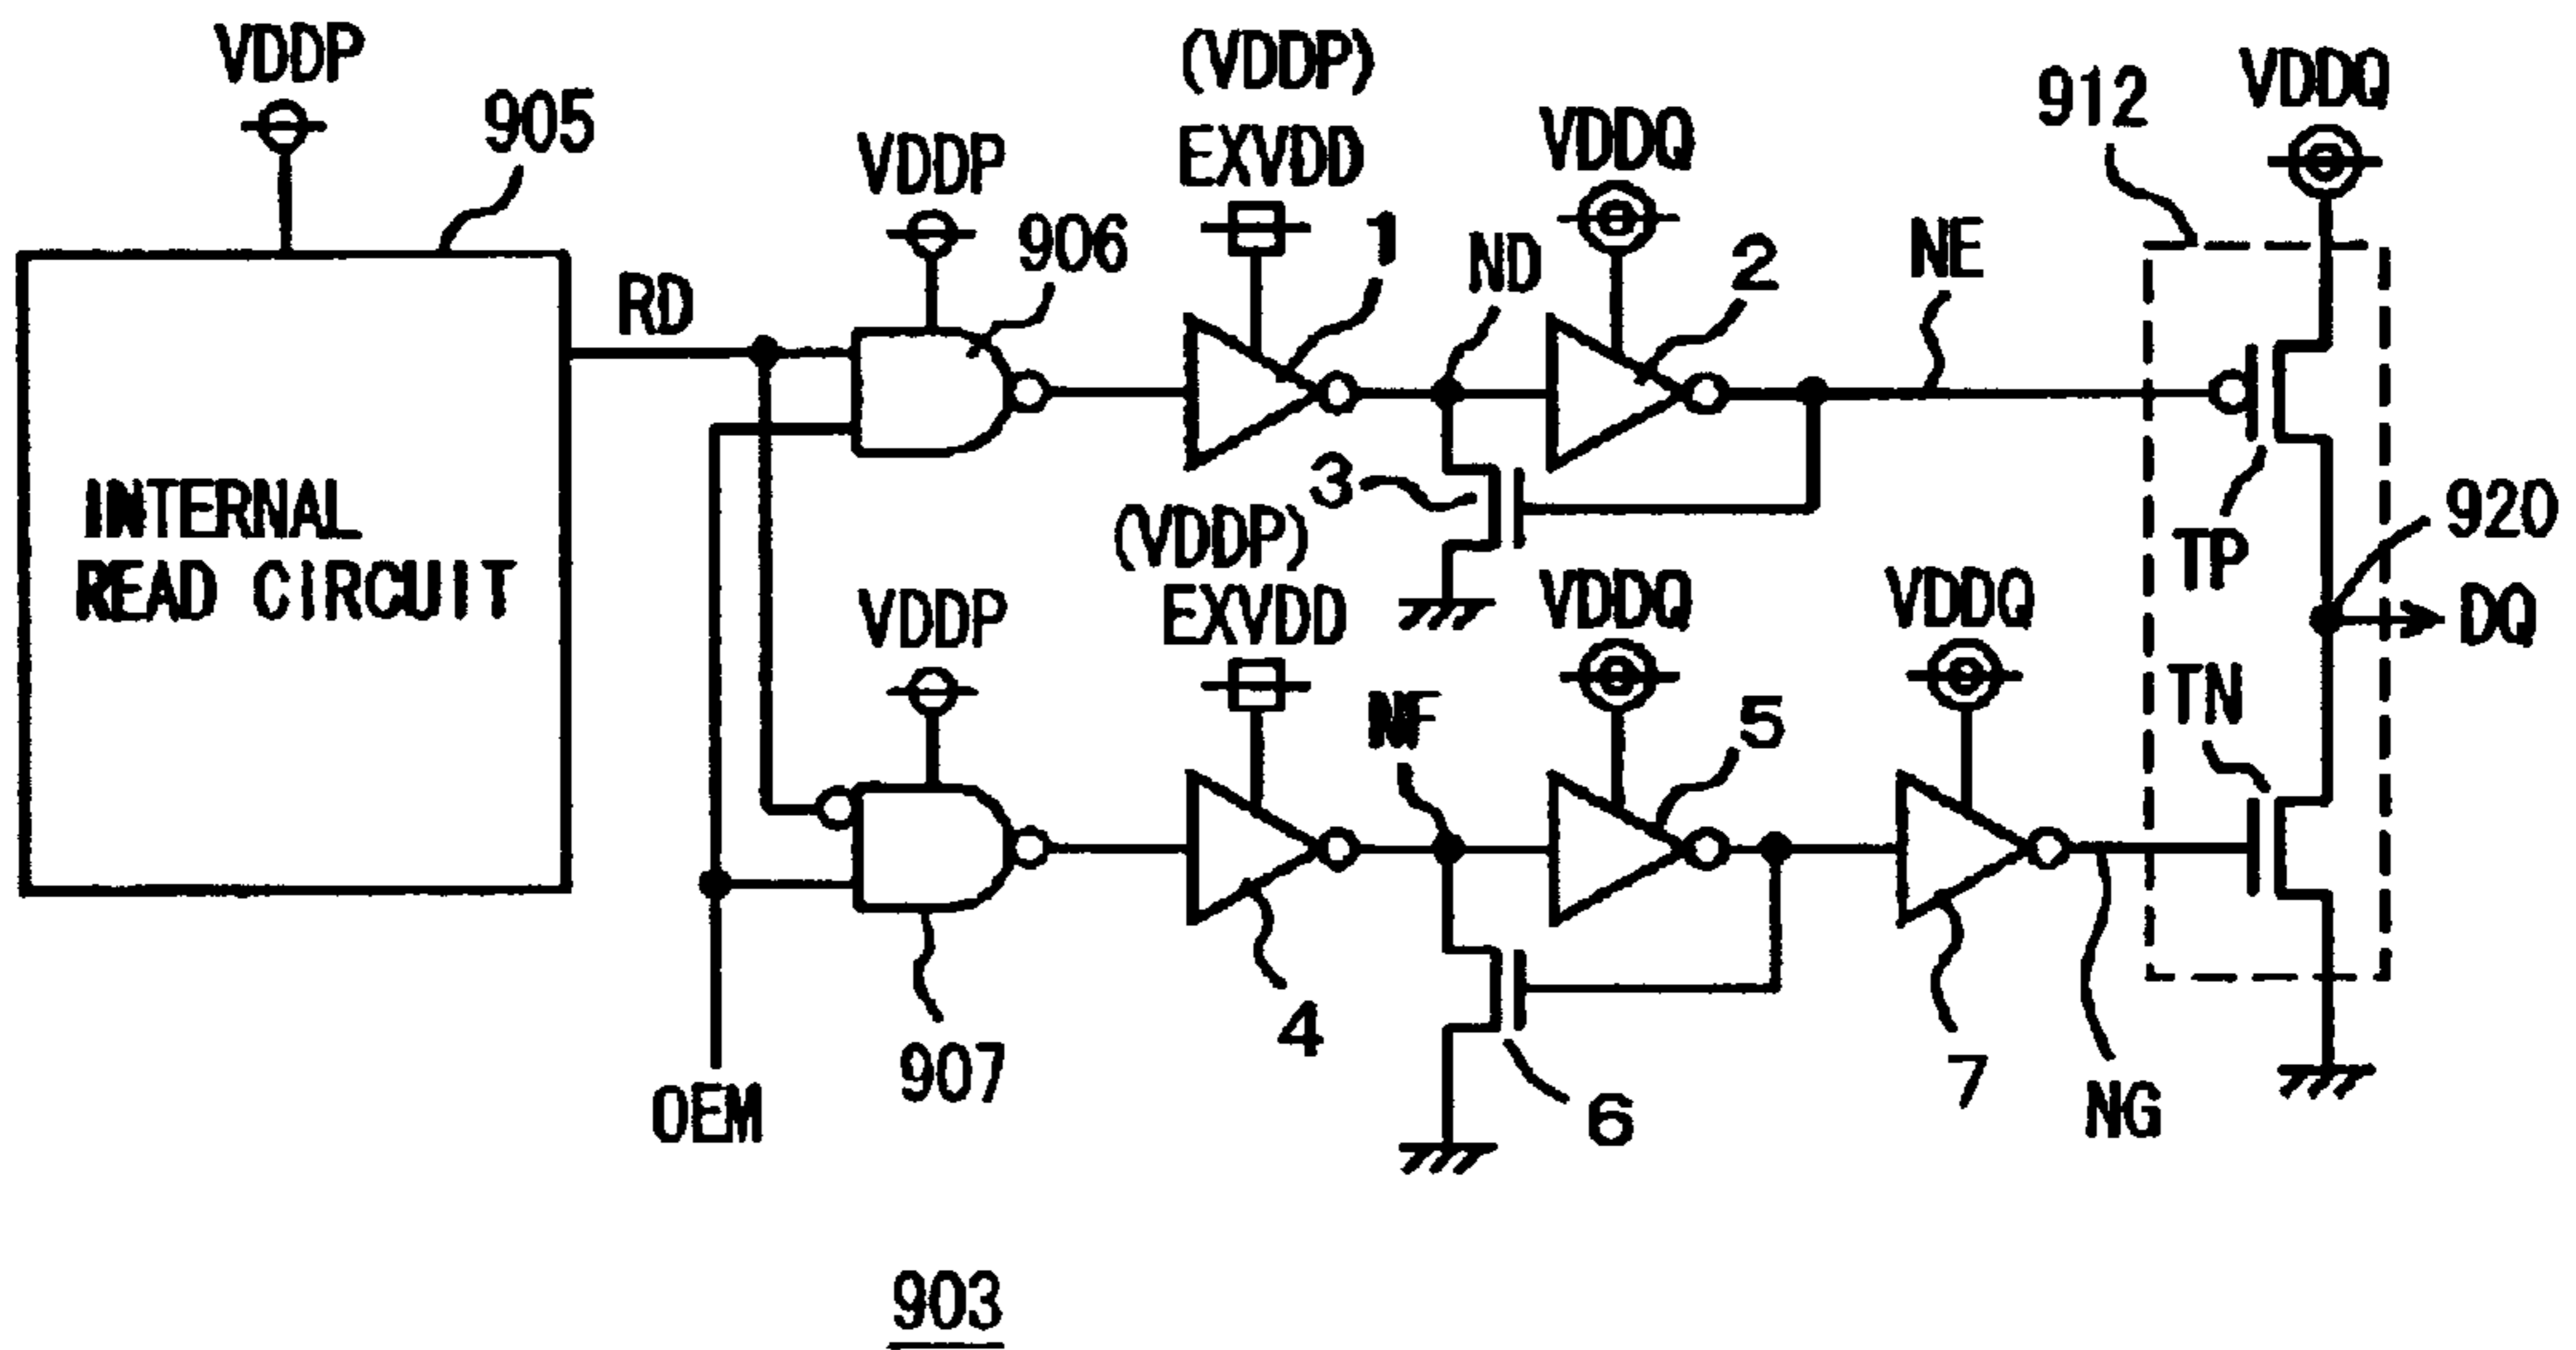 VDDP
905
INTERNAL
READ CIRCUIT
RD
VDDP
906
(VDDP)
EXVDD
1
ND
VDDQ
2
NE
912
VDDQ
3
TP
920
DQ
VDDP
907
OEM
(VDDP)
EXVDD
4
NF
VDDQ
5
6
VDDQ
7
NG
TN
903